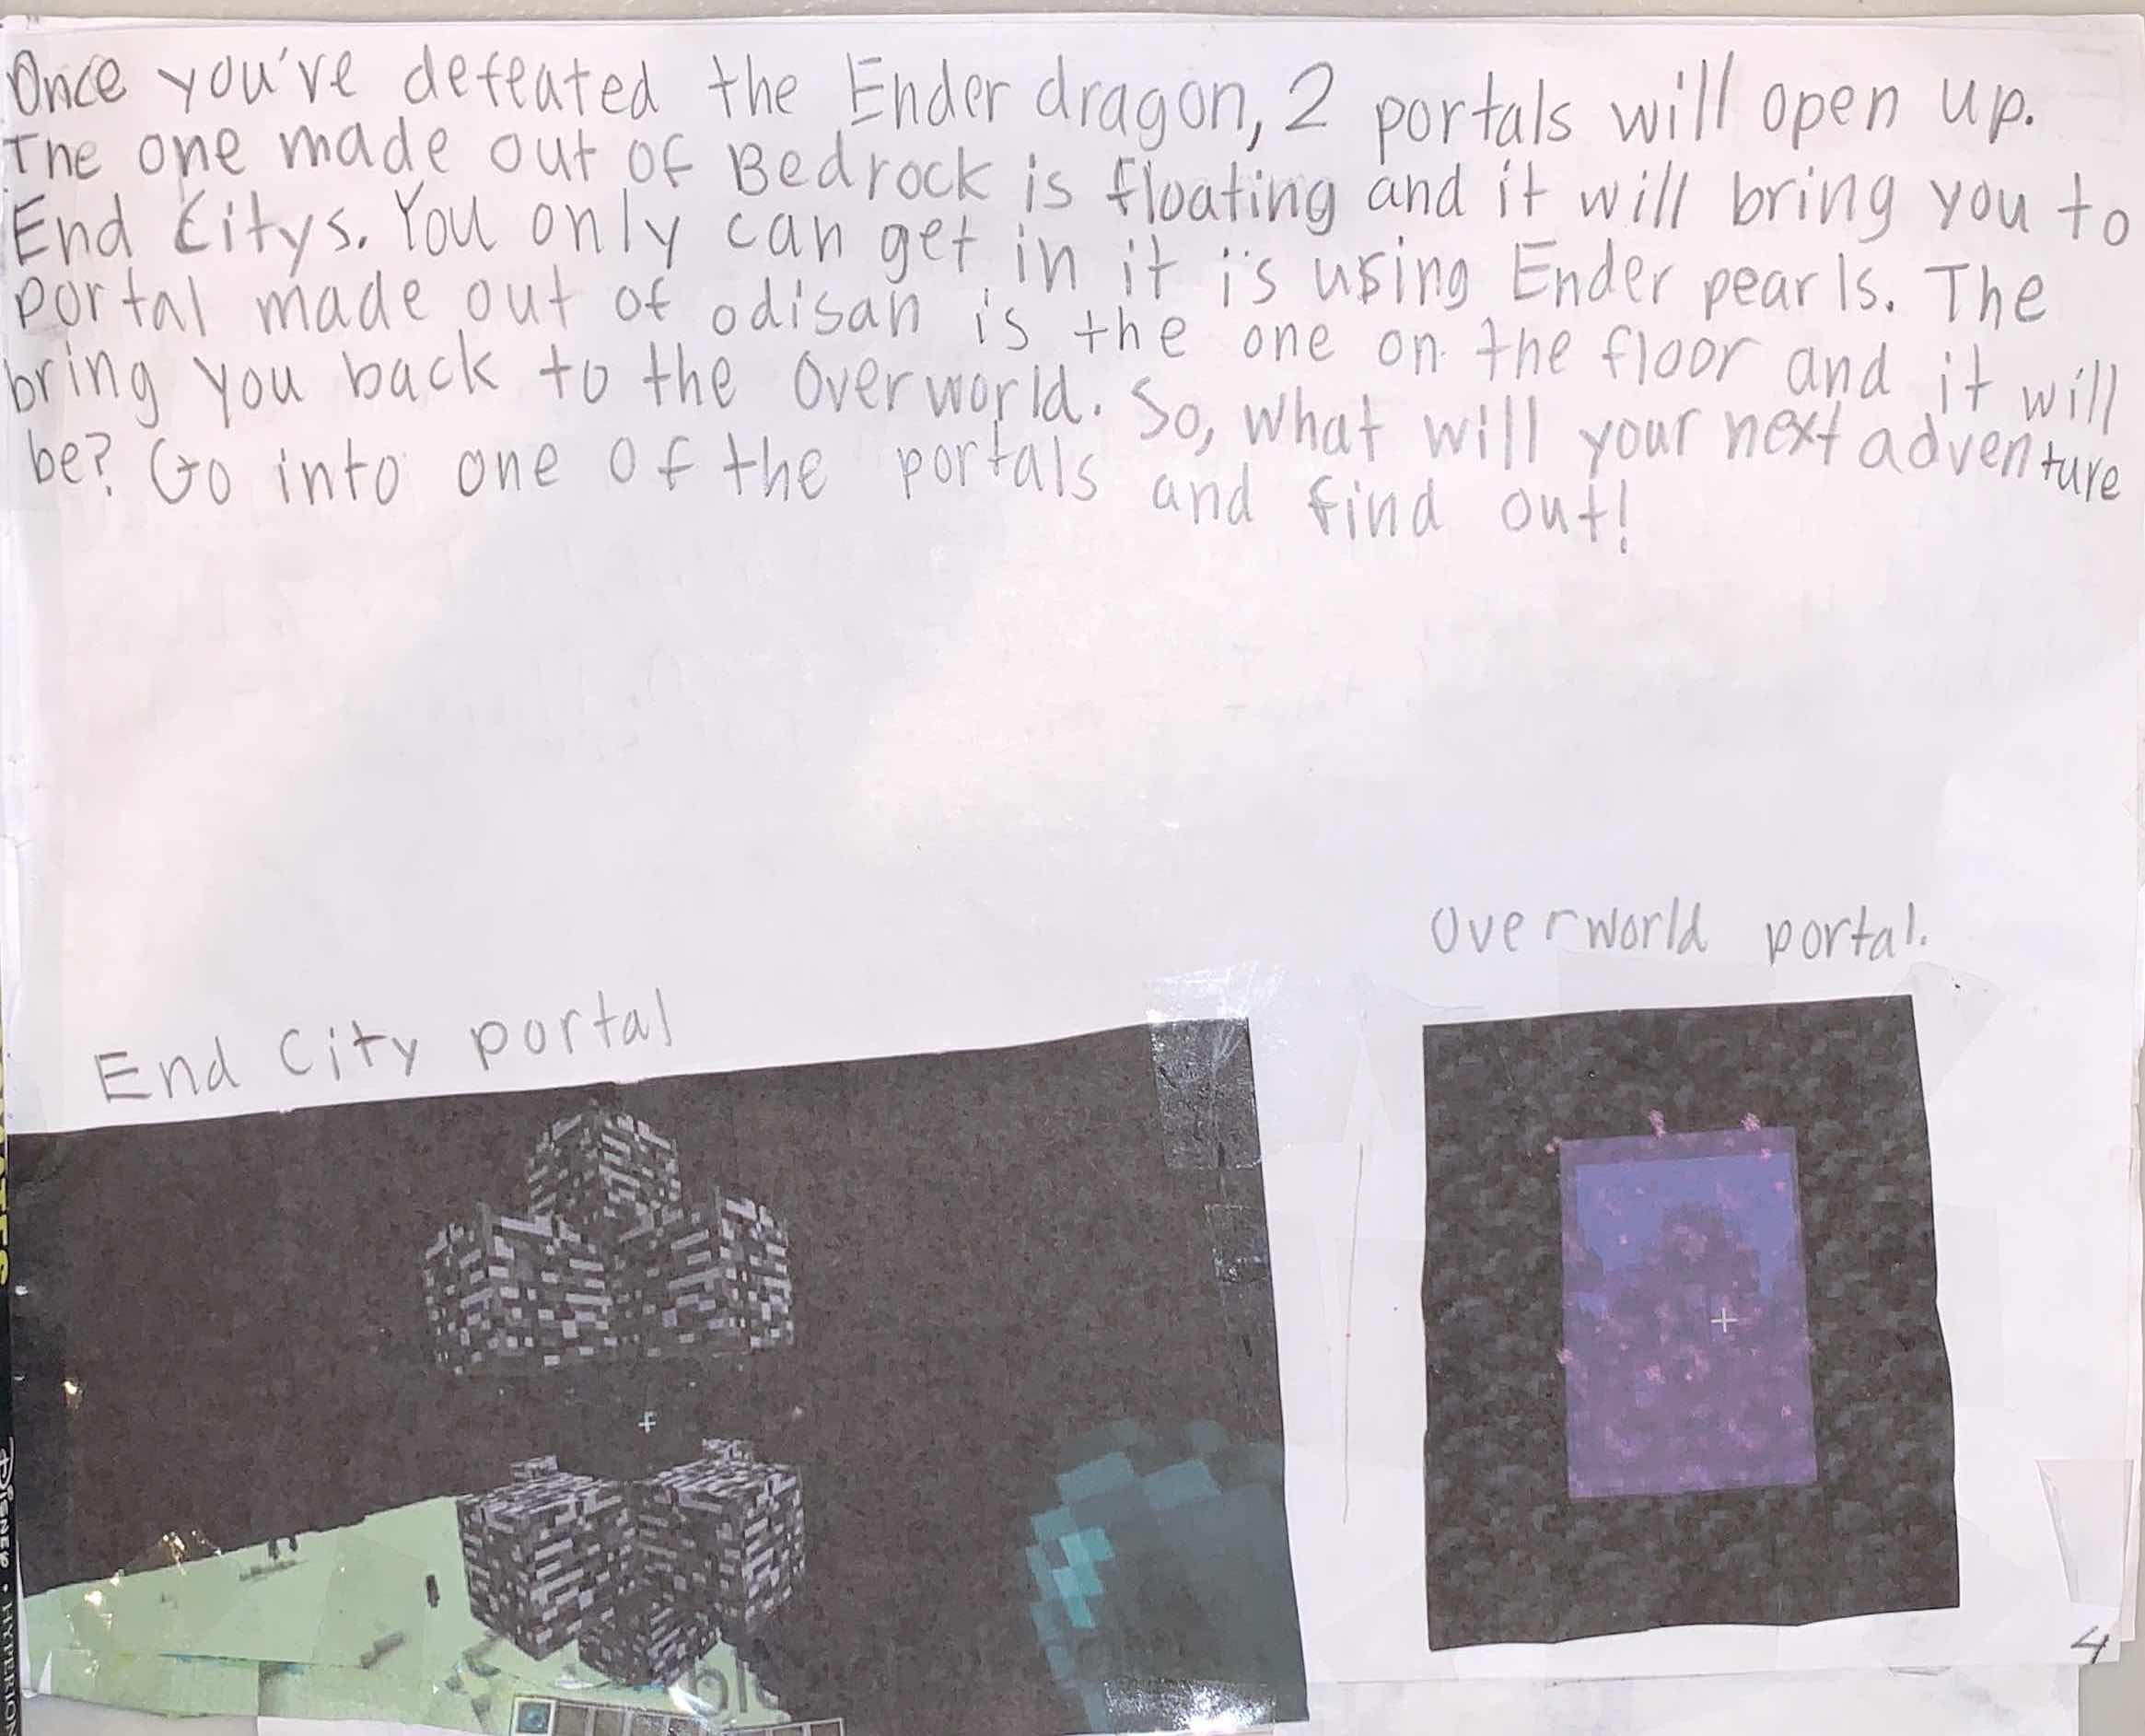 Once you've defeated the Ender dragon, 2 portals will open up.
The one made out of Bedrock is floating and it will bring you to
End Citys. You only can get in it is using Ender pearls. The
portal made out of odisan is the one on the floor and it will
bring you back to the Overworld. So, what will your next adventure
be? Go into one of the portals and find out!
Overworld portal.
End City portal
4
DISNEY · HYPERION